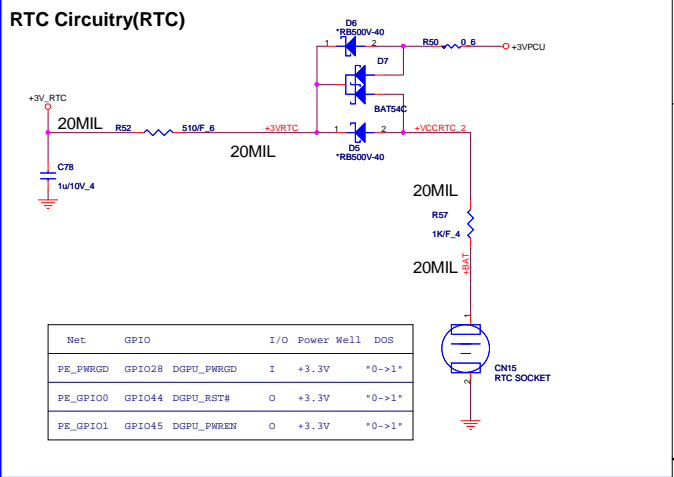 RTC Circuitry(RTC)
D6
*RB500V-40
1
2
R50
0_6
+3VPCU
D7
+3V_RTC
BAT54C
20MIL
R52
510/F_6
+3VRTC
1
2
+VCCRTC_2
20MIL
D5
*RB500V-40
C78
1u/10V_4
20MIL
R57
1K/F_4
20MIL
+BAT
1
CN15
RTC SOCKET
2
Net GPIO I/O Power Well DOS
PE_PWRGD GPIO28 DGPU_PWRGD I +3.3V "0->1"
PE_GPIO0 GPIO44 DGPU_RST# O +3.3V "0->1"
PE_GPIO1 GPIO45 DGPU_PWREN O +3.3V "0->1"